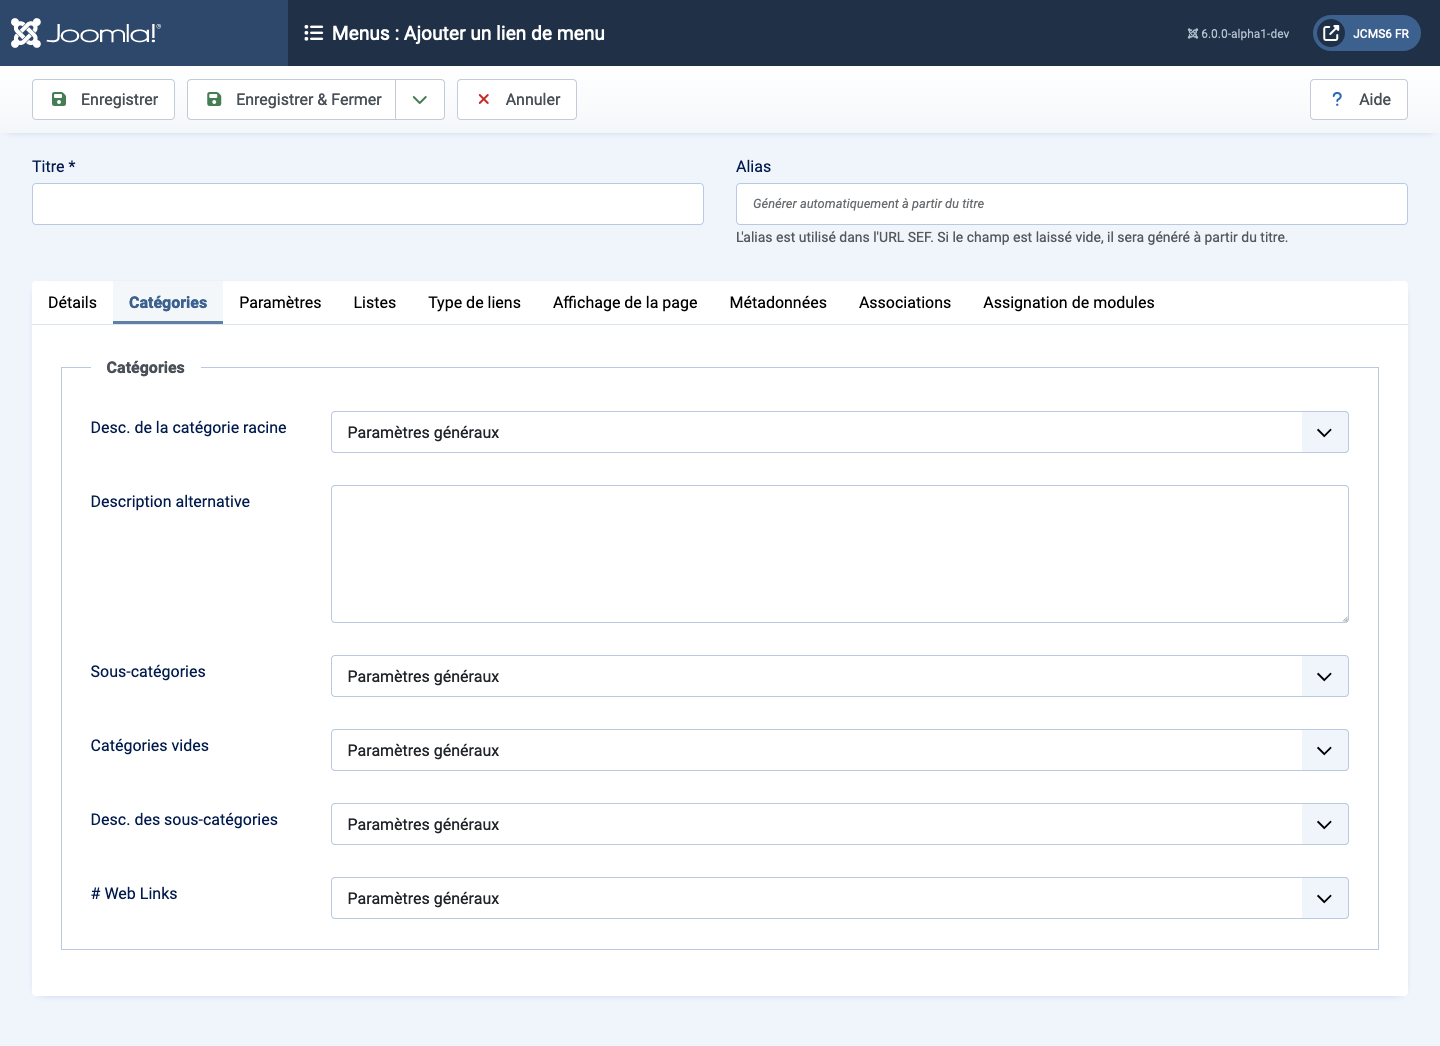 Joomla!®
Menus : Ajouter un lien de menu
6.0.0-alpha1-dev
JCMS6 FR
Enregistrer
Enregistrer & Fermer
Annuler
? Aide
Titre *
Alias
Générer automatiquement à partir du titre
L'alias est utilisé dans l'URL SEF. Si le champ est laissé vide, il sera généré à partir du titre.
Détails Catégories Paramètres Listes Type de liens Affichage de la page Métadonnées Associations Assignation de modules
Catégories
Desc. de la catégorie racine
Paramètres généraux
Description alternative
Sous-catégories
Paramètres généraux
Catégories vides
Paramètres généraux
Desc. des sous-catégories
Paramètres généraux
# Web Links
Paramètres généraux